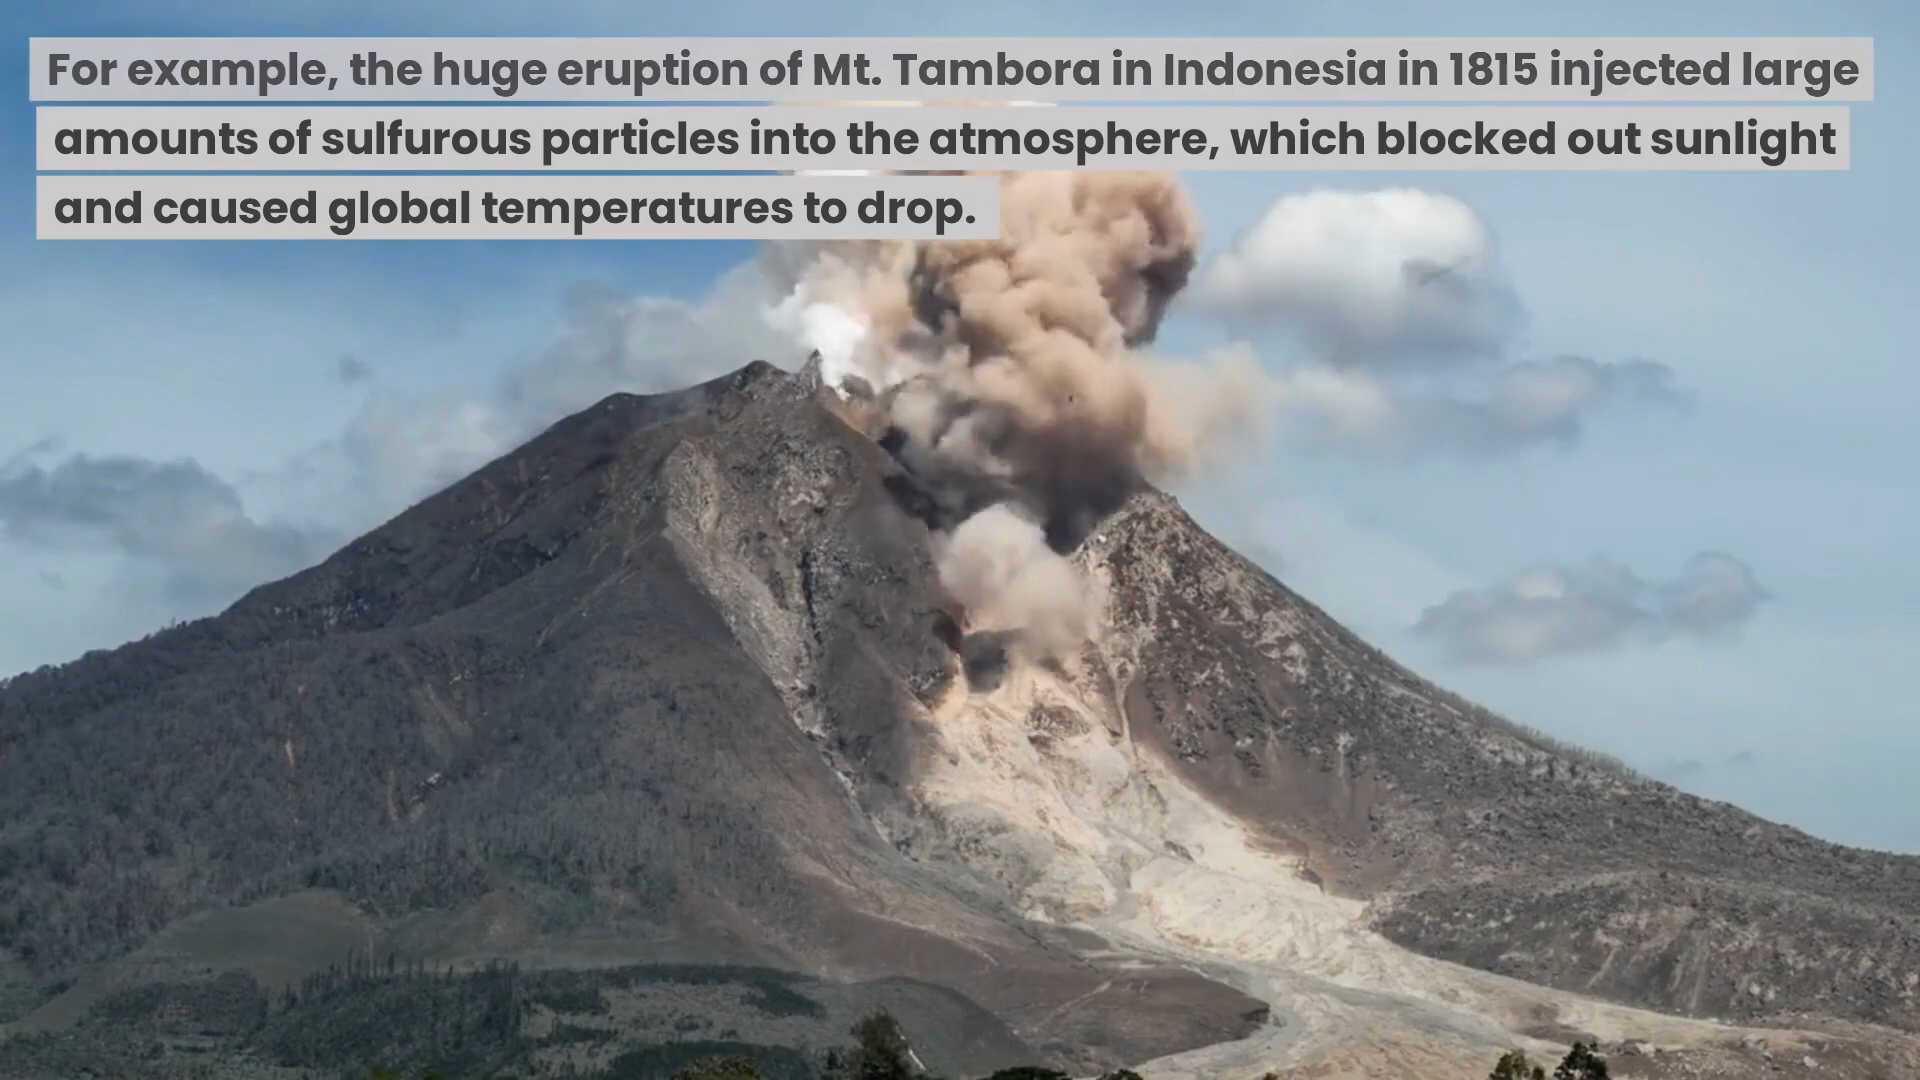 For example, the huge eruption of Mt. Tambora in Indonesia in 1815 injected large
amounts of sulfurous particles into the atmosphere, which blocked out sunlight
and caused global temperatures to drop.